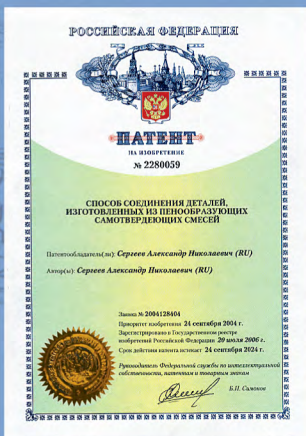 РОССИЙСКАЯ ФЕДЕРАЦИЯ
ПАТЕНТ
НА ИЗОБРЕТЕНИЕ
№ 2280059
СПОСОБ СОЕДИНЕНИЯ ДЕТАЛЕЙ,
ИЗГОТОВЛЕННЫХ ИЗ ПЕНООБРАЗУЮЩИХ
САМОТВЕРДЕЮЩИХ СМЕСЕЙ
Патентообладатель(ли): Сергеев Александр Николаевич (RU)
Автор(ы): Сергеев Александр Николаевич (RU)
Заявка № 2004128404
Приоритет изобретения 24 сентября 2004 г.
Зарегистрировано в Государственном реестре
изобретений Российской Федерации 20 июля 2006 г.
Срок действия патента истекает 24 сентября 2024 г.
Руководитель Федеральной службы по интеллектуальной
собственности, патентам и товарным знакам
Б.П. Симонов